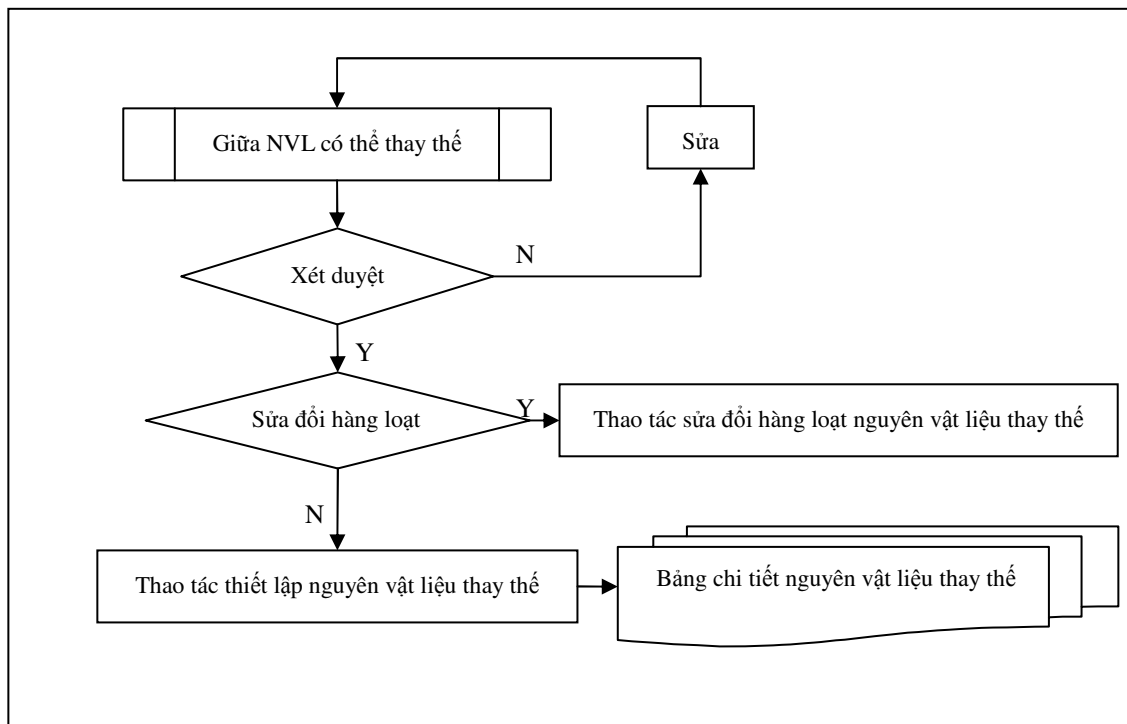 Giữa NVL có thể thay thế
Sửa
N
Xét duyệt
Y
Sửa đổi hàng loạt
Y
Thao tác sửa đổi hàng loạt nguyên vật liệu thay thế
N
Thao tác thiết lập nguyên vật liệu thay thế
Bảng chi tiết nguyên vật liệu thay thế